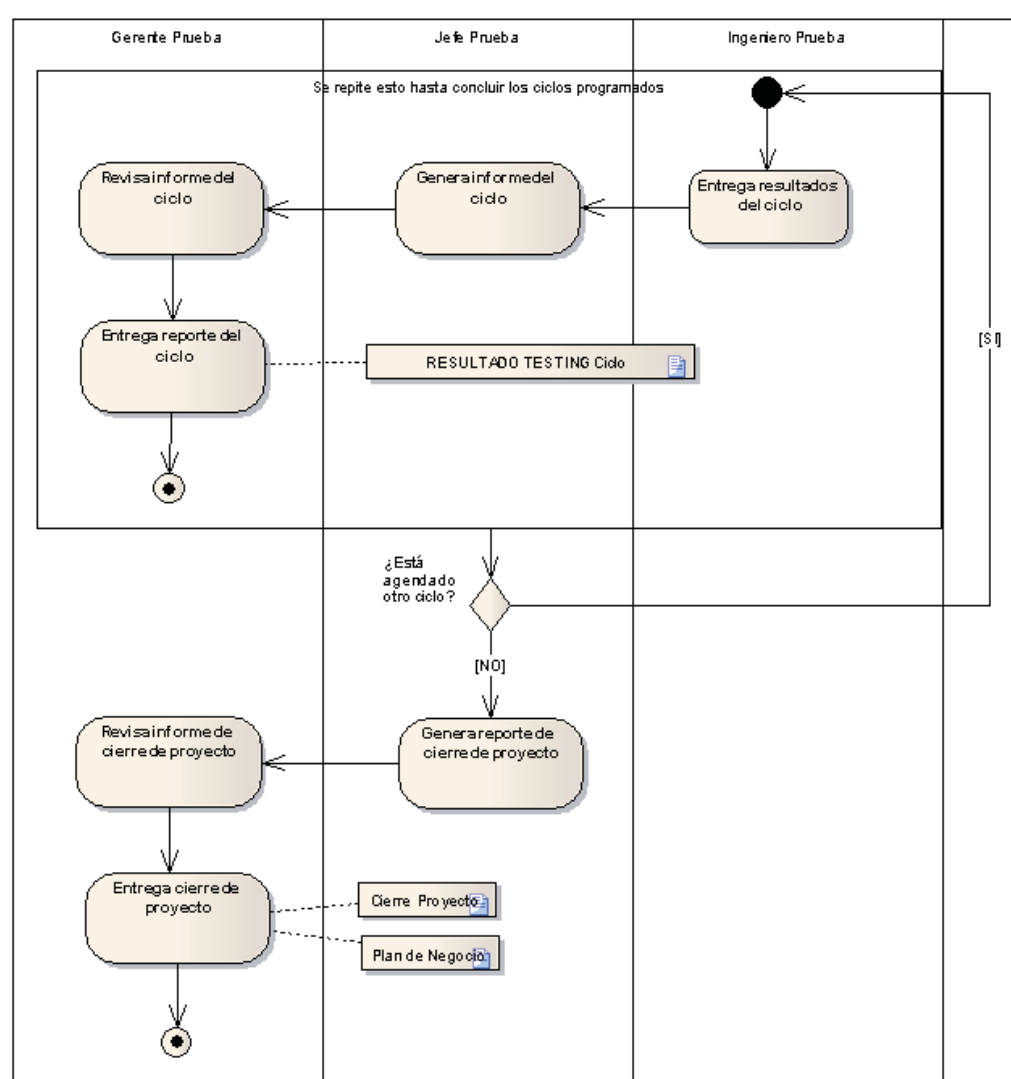 Gerente Prueba
Jefe Prueba
Ingeniero Prueba
Se repite esto hasta concluir los ciclos programados
Revisa informe del
ciclo
Genera informe del
ciclo
Entrega resultados
del ciclo
Entrega reporte del
ciclo
RESULTADO TESTING Ciclo
[SI]
¿Está
agendado
otro ciclo?
[NO]
Revisa informe de
cierre de proyecto
Genera reporte de
cierre de proyecto
Entrega cierre de
proyecto
Cierre Proyecto
Plan de Negocio